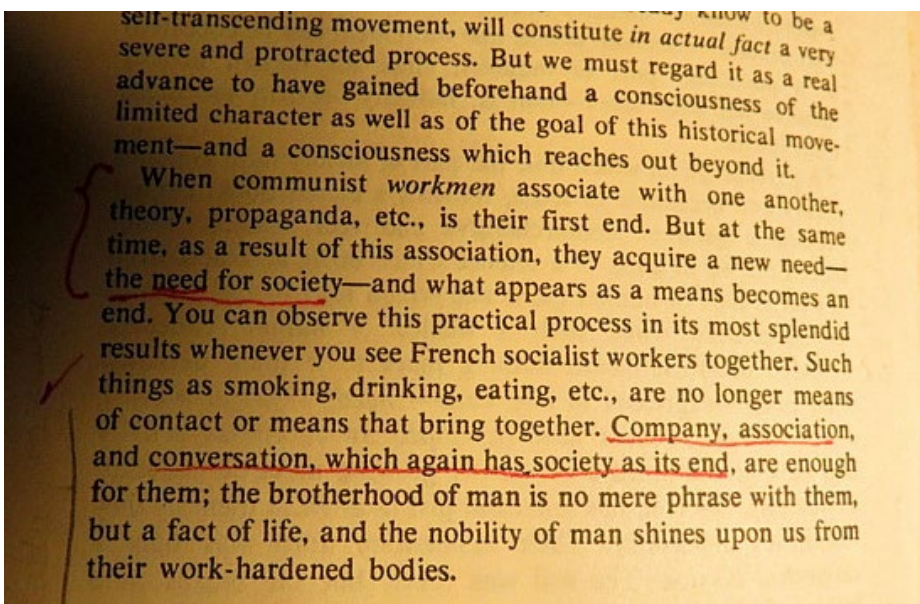 know to be a
self-transcending movement, will constitute in actual fact a very
severe and protracted process. But we must regard it as a real
advance to have gained beforehand a consciousness of the
limited character as well as of the goal of this historical move-
ment—and a consciousness which reaches out beyond it.
When communist workmen associate with one another,
theory, propaganda, etc., is their first end. But at the same
time, as a result of this association, they acquire a new need—
the need for society—and what appears as a means becomes an
end. You can observe this practical process in its most splendid
results whenever you see French socialist workers together. Such
things as smoking, drinking, eating, etc., are no longer means
of contact or means that bring together. Company, association,
and conversation, which again has society as its end, are enough
for them; the brotherhood of man is no mere phrase with them,
but a fact of life, and the nobility of man shines upon us from
their work-hardened bodies.